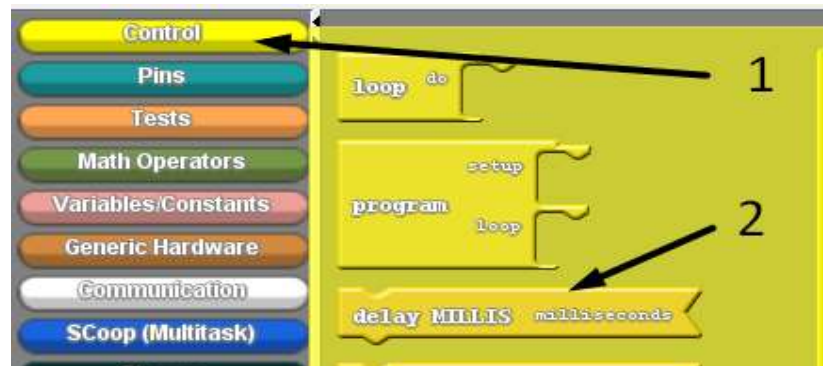 Control
Pins
Tests
Math Operators
Variables/Constants
Generic Hardware
Communication
SCoop (Multitask)
loop do
program
setup
loop
delay MILLIS milliseconds
1
2